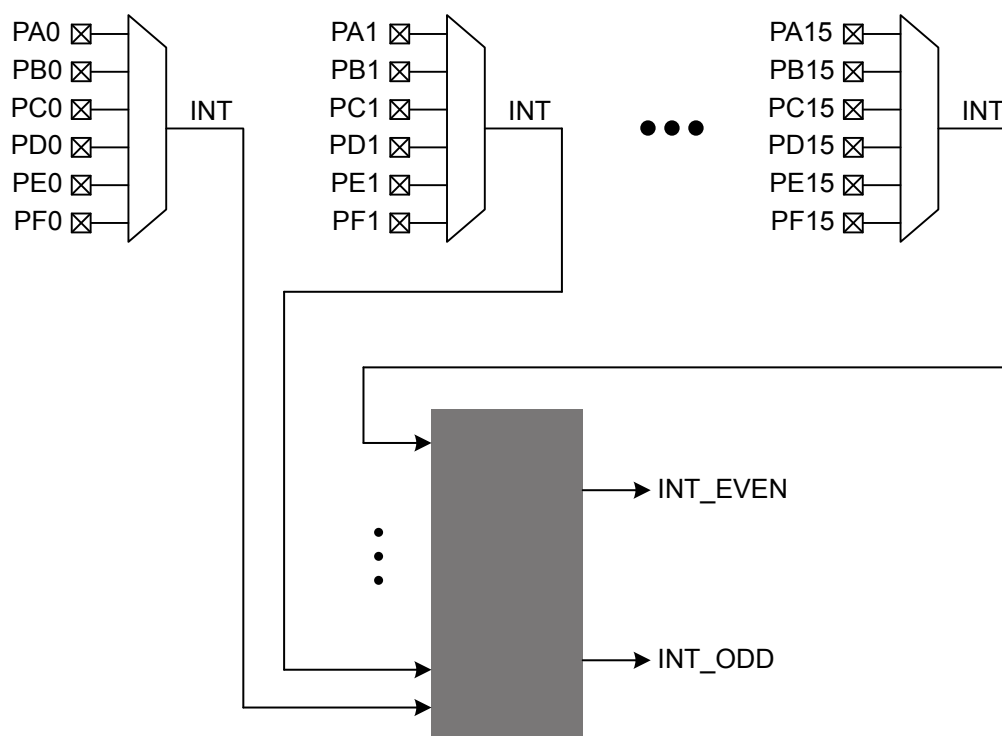 PA0
PB0
PC0
PD0
PE0
PF0
INT
PA1
PB1
PC1
PD1
PE1
PF1
INT
PA15
PB15
PC15
PD15
PE15
PF15
INT
INT_EVEN
INT_ODD